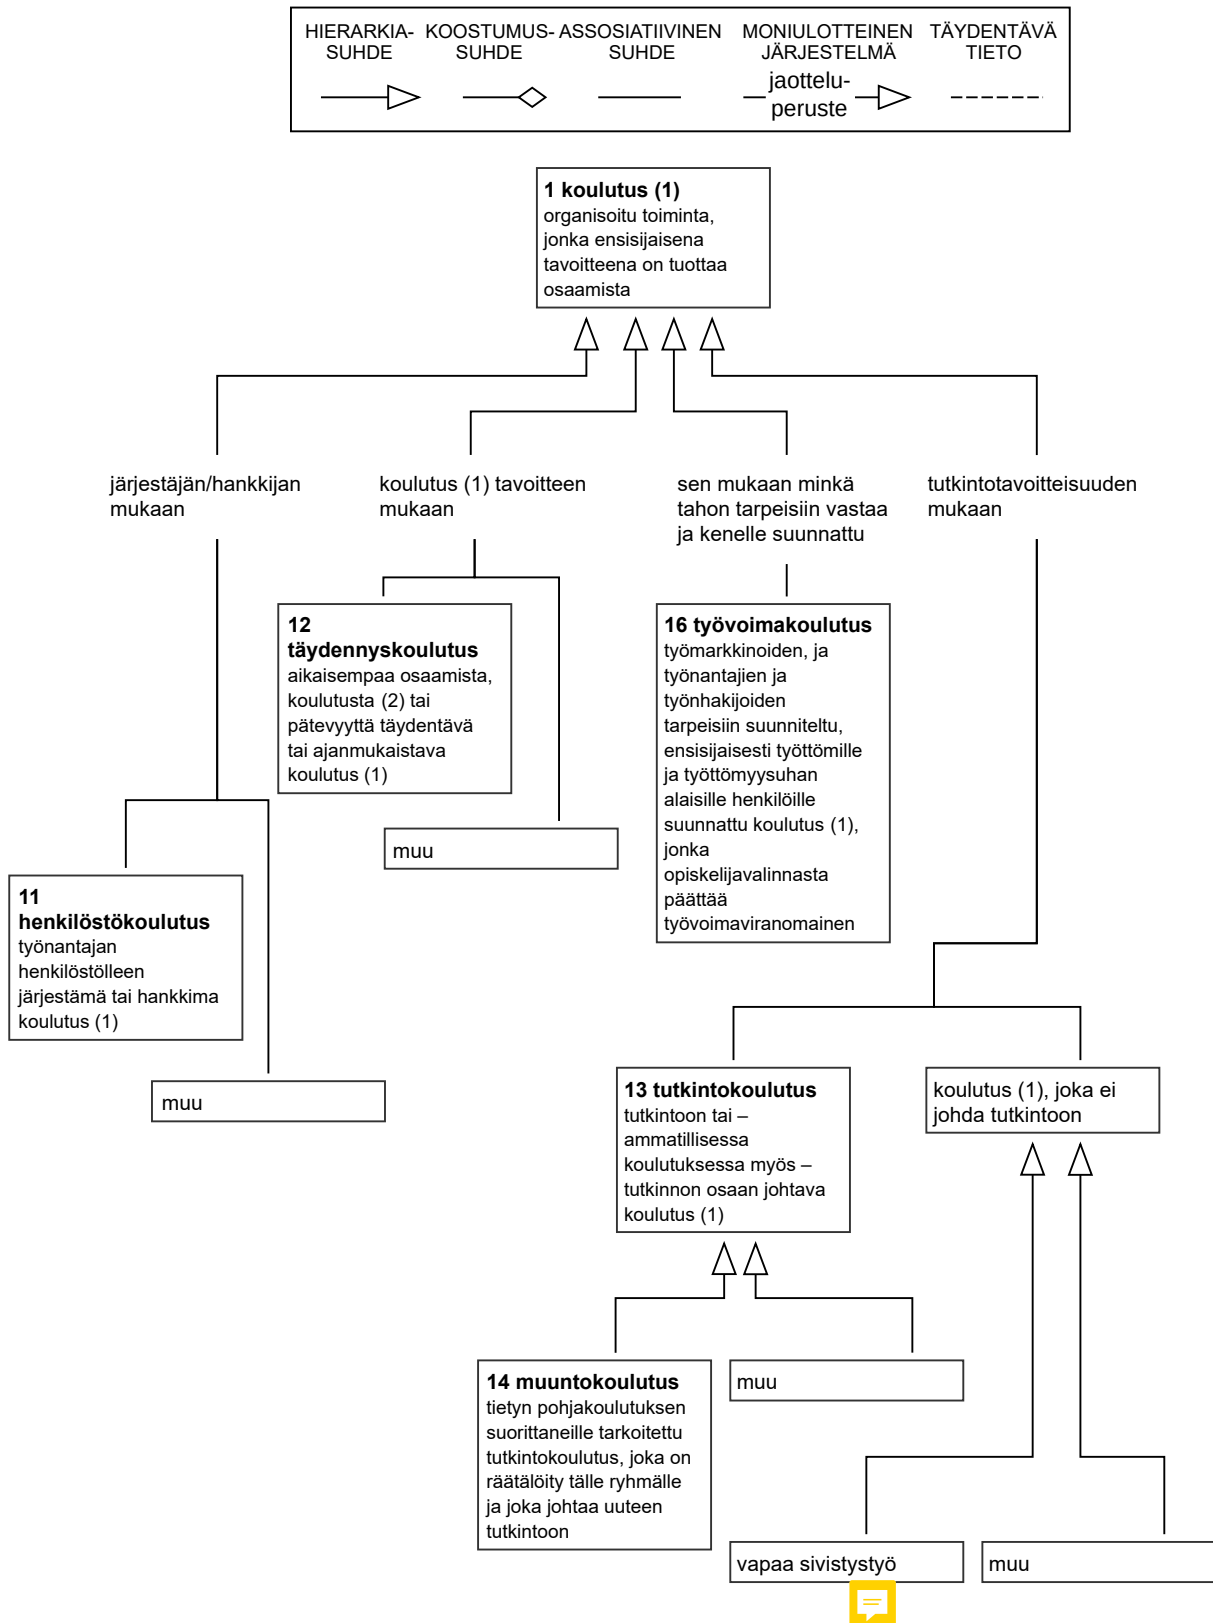 HIERARKIA-
SUHDE
KOOSTUMUS-
SUHDE
ASSOSIATIIVINEN
SUHDE
MONIULOTTEINEN
JÄRJESTELMÄ
jaottelu-
peruste
TÄYDENTÄVÄ
TIETO
1 koulutus (1)
organisoitu toiminta,
jonka ensisijaisena
tavoitteena on tuottaa
osaamista
järjestäjän/hankkijan
mukaan
koulutus (1) tavoitteen
mukaan
sen mukaan minkä
tahon tarpeisiin vastaa
ja kenelle suunnattu
tutkintotavoitteisuuden
mukaan
12
täydennyskoulutus
aikaisempaa osaamista,
koulutusta (2) tai
pätevyyttä täydentävä
tai ajanmukaistava
koulutus (1)
16 työvoimakoulutus
työmarkkinoiden, ja
työnantajien ja
työnhakijoiden
tarpeisiin suunniteltu,
ensisijaisesti työttömille
ja työttömyysuhan
alaisille henkilöille
suunnattu koulutus (1),
jonka
opiskelijavalinnasta
päättää
työvoimaviranomainen
muu
11
henkilöstökoulutus
työnantajan
henkilöstölleen
järjestämä tai hankkima
koulutus (1)
muu
13 tutkintokoulutus
tutkintoon tai –
ammatillisessa
koulutuksessa myös –
tutkinnon osaan johtava
koulutus (1)
koulutus (1), joka ei
johda tutkintoon
14 muuntokoulutus
tietyn pohjakoulutuksen
suorittaneille tarkoitettu
tutkintokoulutus, joka on
räätälöity tälle ryhmälle
ja joka johtaa uuteen
tutkintoon
muu
vapaa sivistystyö
muu